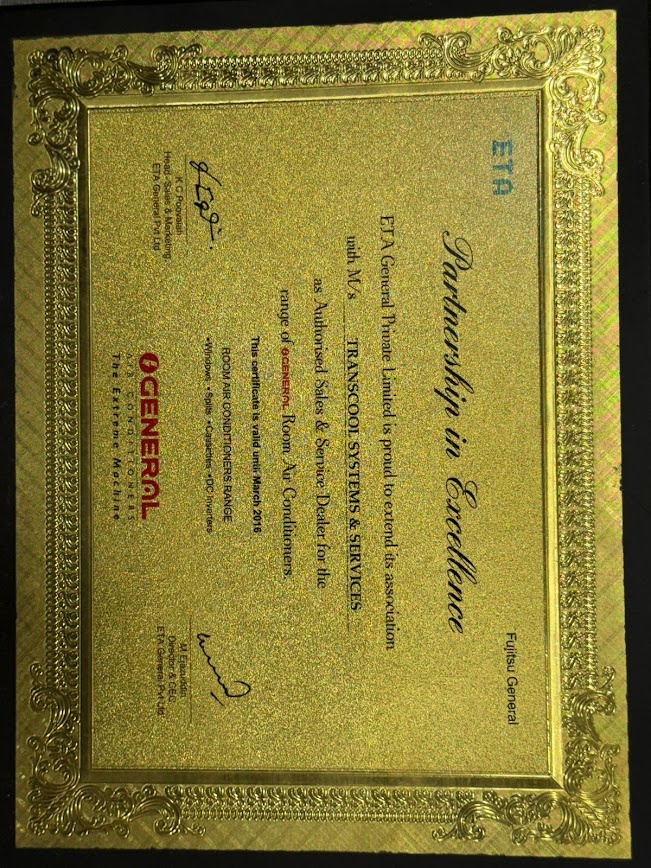 ETA
Fujitsu General
Partnership in Excellence
ETA General Private Limited is proud to extend its association
with M/s TRANSCOOL SYSTEMS & SERVICES
as Authorised Sales & Service Dealer for the
range of GENERAL Room Air Conditioners.
This certificate is valid until March 2016
ROOM AIR CONDITIONERS RANGE
•Windows •Splits •Cassettes •DC Inverters
K C Poovaiah
Head-Sales & Marketing
ETA General Pvt Ltd
M Ejazuddin
Director & CEO
ETA General Pvt Ltd
GENERAL
AIR CONDITIONERS
The Extreme Machine